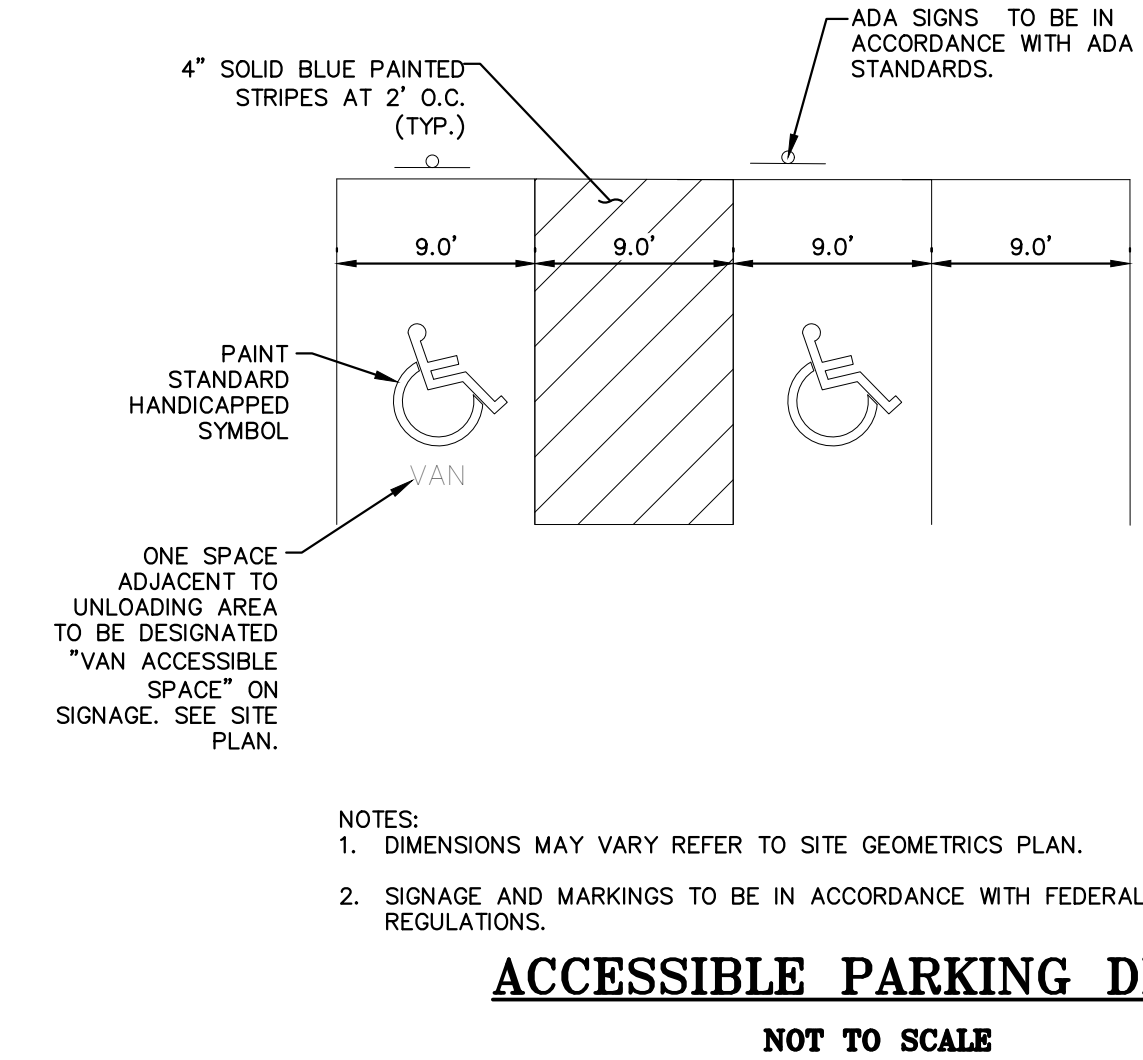 ADA SIGNS TO BE IN
ACCORDANCE WITH ADA
STANDARDS.
4" SOLID BLUE PAINTED
STRIPES AT 2' O.C.
(TYP.)
9.0' 9.0' 9.0' 9.0'
PAINT
STANDARD
HANDICAPPED
SYMBOL
VAN
ONE SPACE
ADJACENT TO
UNLOADING AREA
TO BE DESIGNATED
"VAN ACCESSIBLE
SPACE" ON
SIGNAGE. SEE SITE
PLAN.
NOTES:
1. DIMENSIONS MAY VARY REFER TO SITE GEOMETRICS PLAN.
2. SIGNAGE AND MARKINGS TO BE IN ACCORDANCE WITH FEDERAL
REGULATIONS.
ACCESSIBLE PARKING
NOT TO SCALE